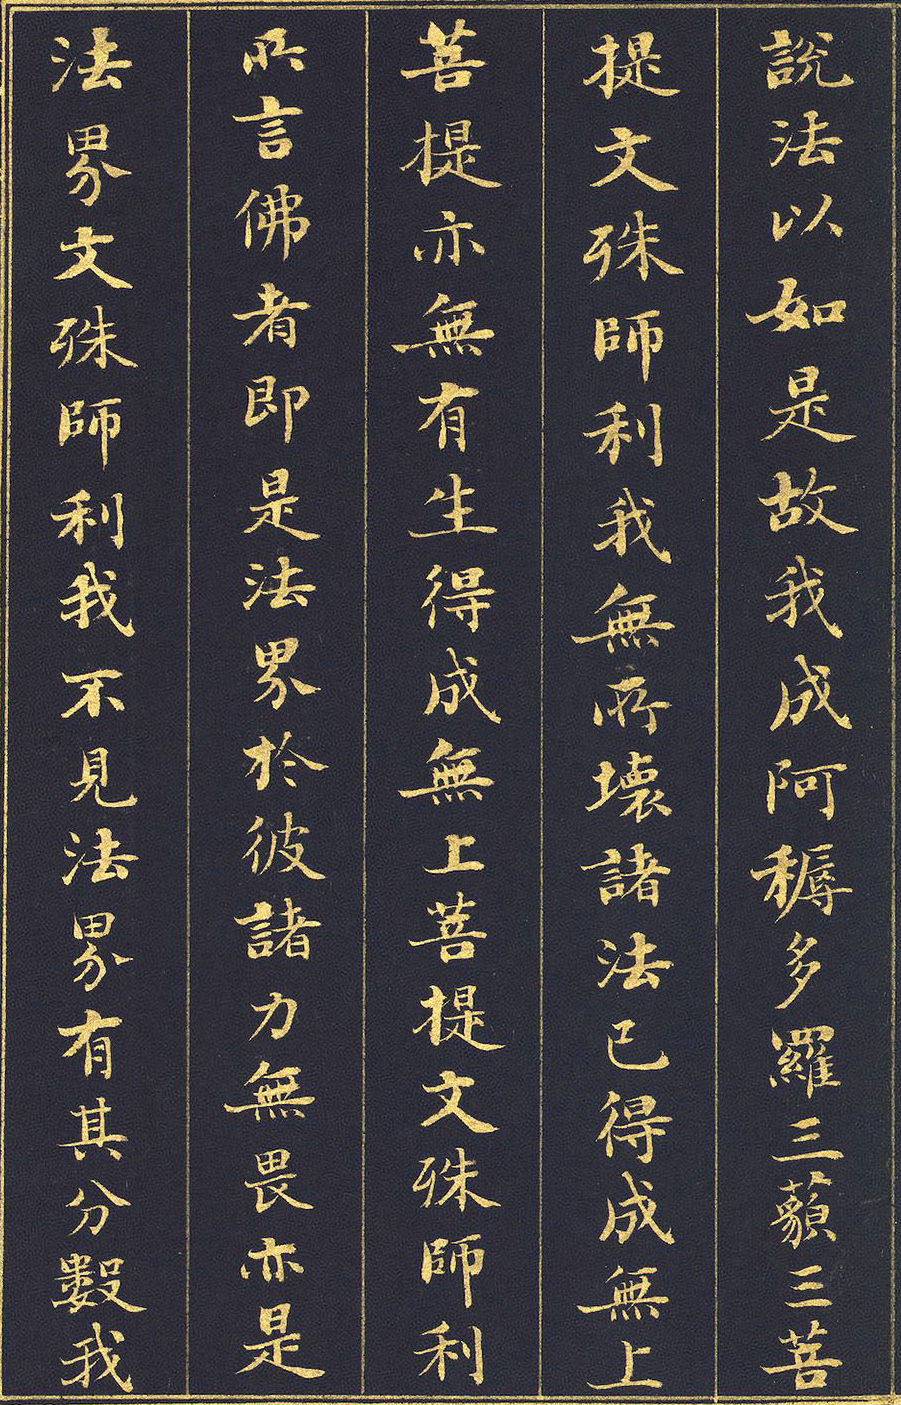 說法以如是故我成阿耨多羅三藐三菩
提文殊師利我無所壞諸法已得成無上
菩提亦無有生得成無上菩提文殊師利
所言佛者即是法界於彼諸力無畏亦是
法界文殊師利我不見法界有其分數我